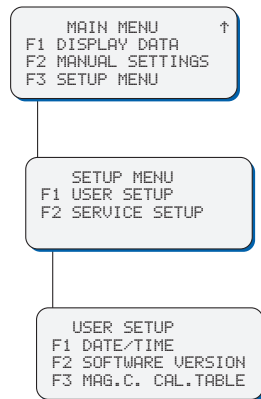 MAIN MENU ↑
F1 DISPLAY DATA
F2 MANUAL SETTINGS
F3 SETUP MENU
SETUP MENU
F1 USER SETUP
F2 SERVICE SETUP
USER SETUP
F1 DATE/TIME
F2 SOFTWARE VERSION
F3 MAG.C. CAL.TABLE